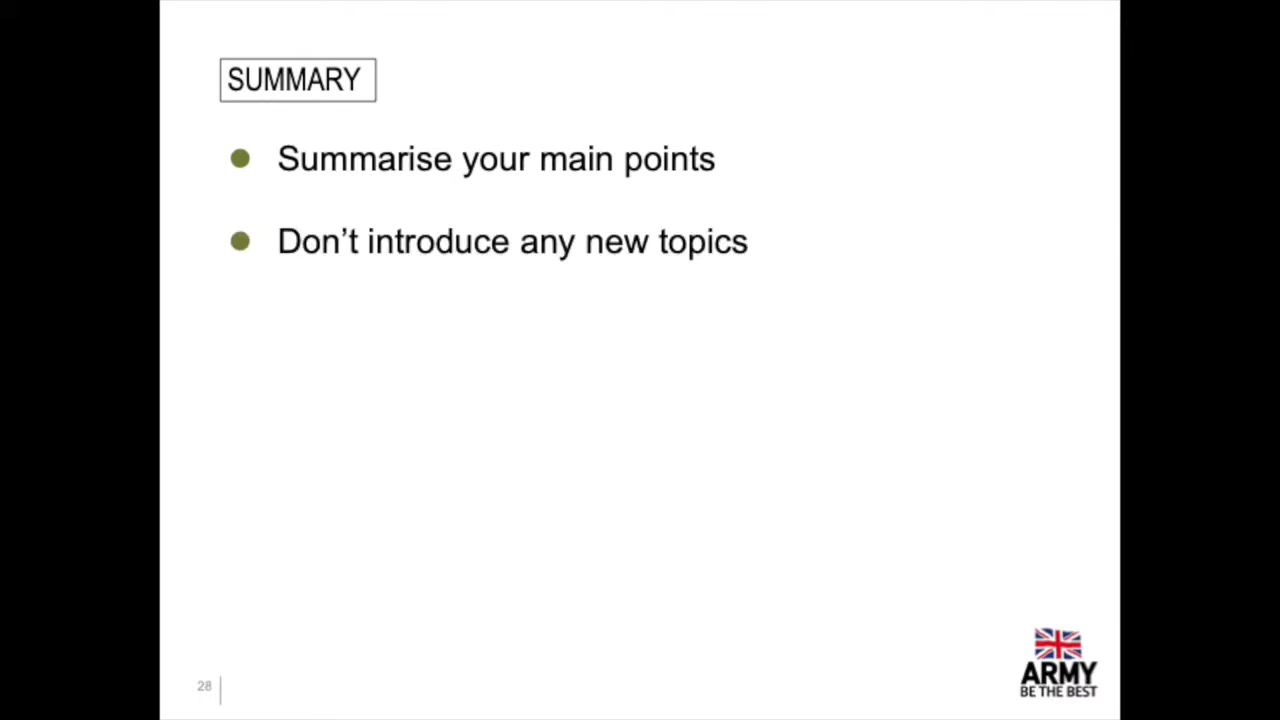 SUMMARY
Summarise your main points
Don’t introduce any new topics
28
ARMY
BE THE BEST